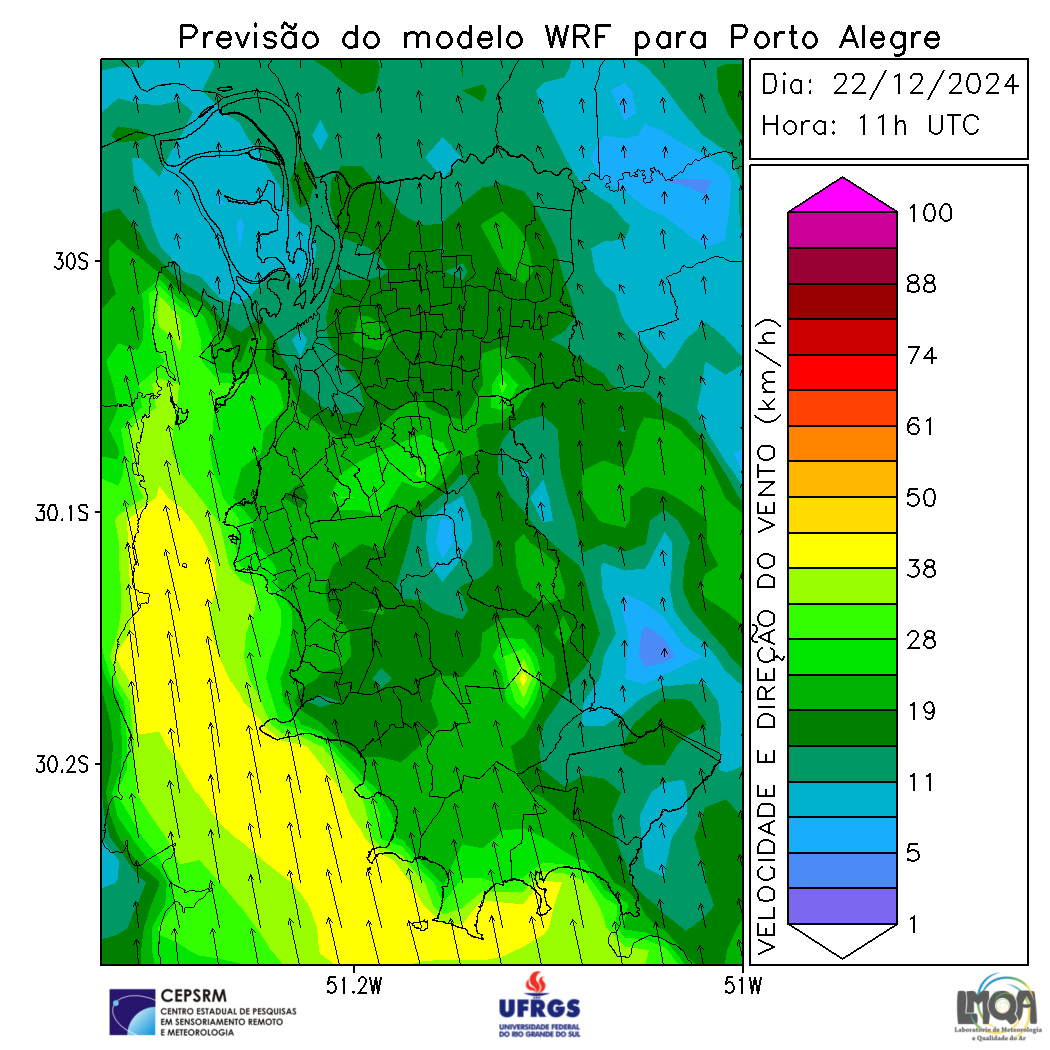 Previsão do modelo WRF para Porto Alegre
Dia: 22/12/2024
Hora: 11h UTC
30S
30.1S
30.2S
51.2W
51W
VELOCIDADE E DIREÇÃO DO VENTO (km/h)
100
88
74
61
50
38
28
19
11
5
1
CEPSRM
CENTRO ESTADUAL DE PESQUISAS
EM SENSORIAMENTO REMOTO
E METEOROLOGIA
UFRGS
UNIVERSIDADE FEDERAL
DO RIO GRANDE DO SUL
LMQA
Laboratório de Meteorologia
e Qualidade do Ar